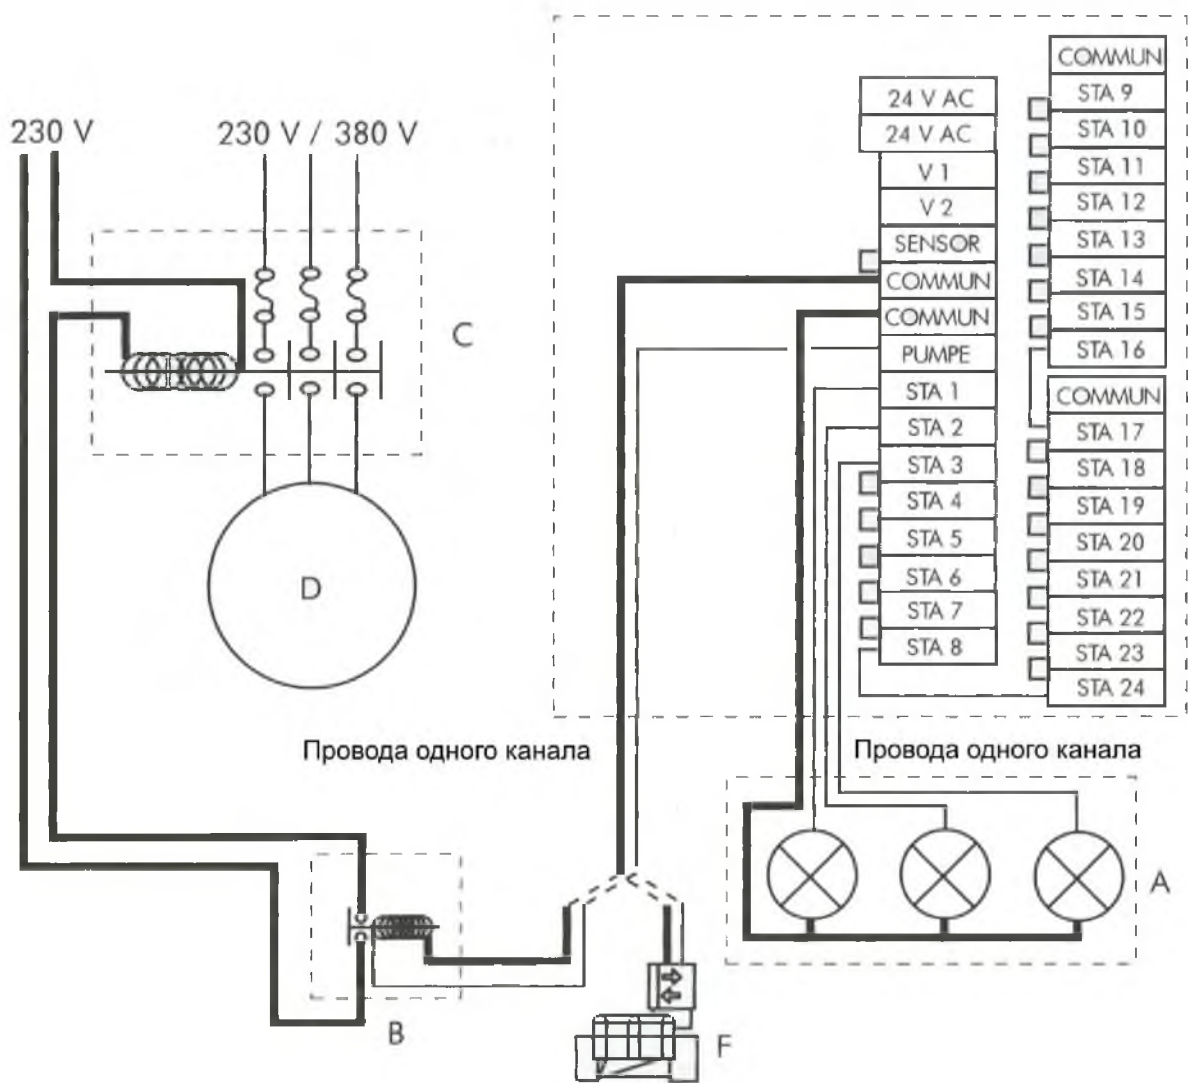 230 V
230 V / 380 V
C
D
24 V AC
24 V AC
V 1
V 2
SENSOR
COMMUN
COMMUN
PUMPE
STA 1
STA 2
STA 3
STA 4
STA 5
STA 6
STA 7
STA 8
COMMUN
STA 9
STA 10
STA 11
STA 12
STA 13
STA 14
STA 15
STA 16
COMMUN
STA 17
STA 18
STA 19
STA 20
STA 21
STA 22
STA 23
STA 24
Провода одного канала
Провода одного канала
A
B
F